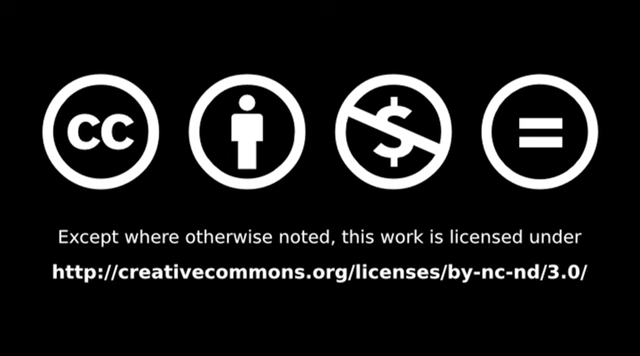 cc
Except where otherwise noted, this work is licensed under
http://creativecommons.org/licenses/by-nc-nd/3.0/